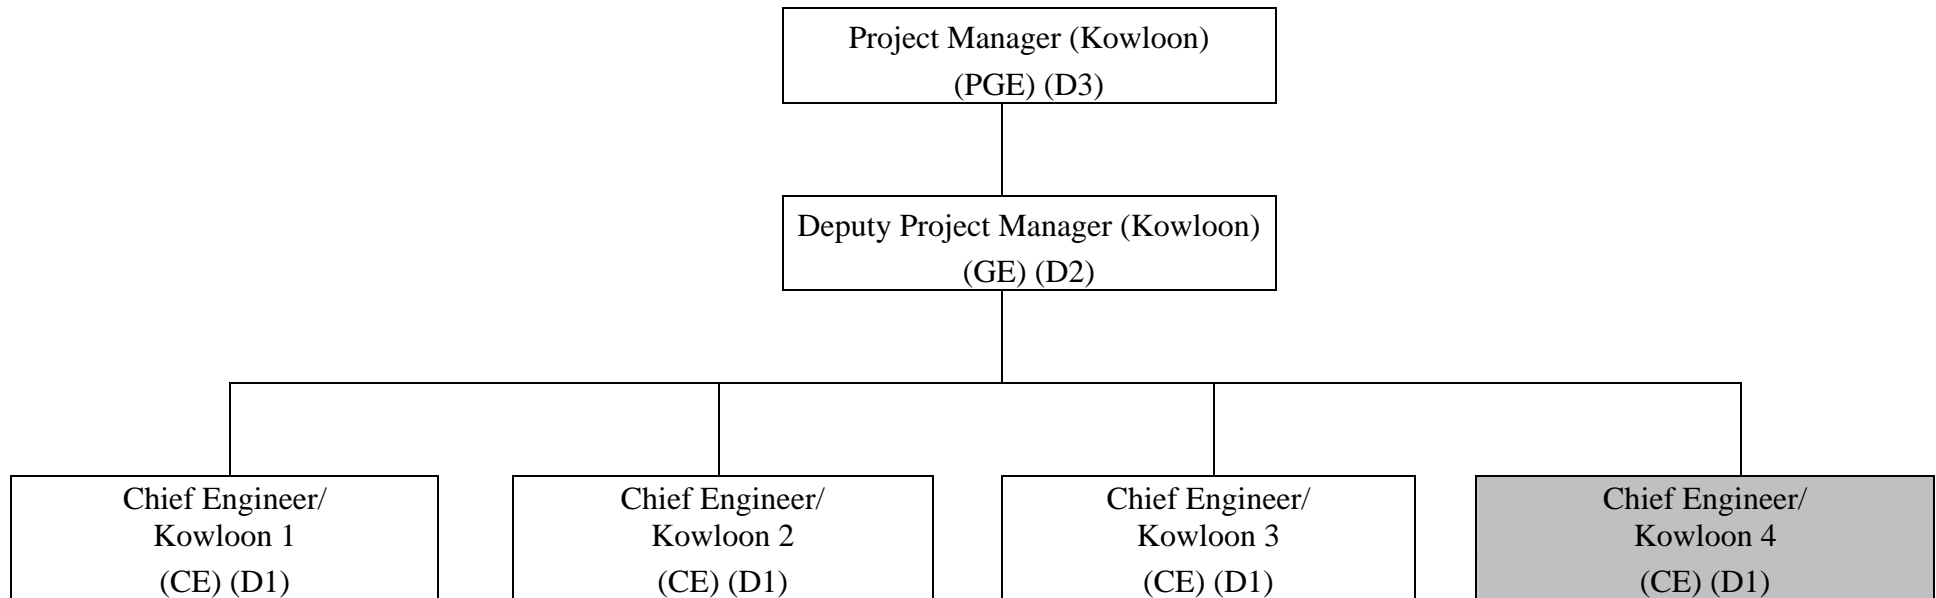 Project Manager (Kowloon)
(PGE) (D3)
Deputy Project Manager (Kowloon)
(GE) (D2)
Chief Engineer/
Kowloon 1
(CE) (D1)
Chief Engineer/
Kowloon 2
(CE) (D1)
Chief Engineer/
Kowloon 3
(CE) (D1)
Chief Engineer/
Kowloon 4
(CE) (D1)